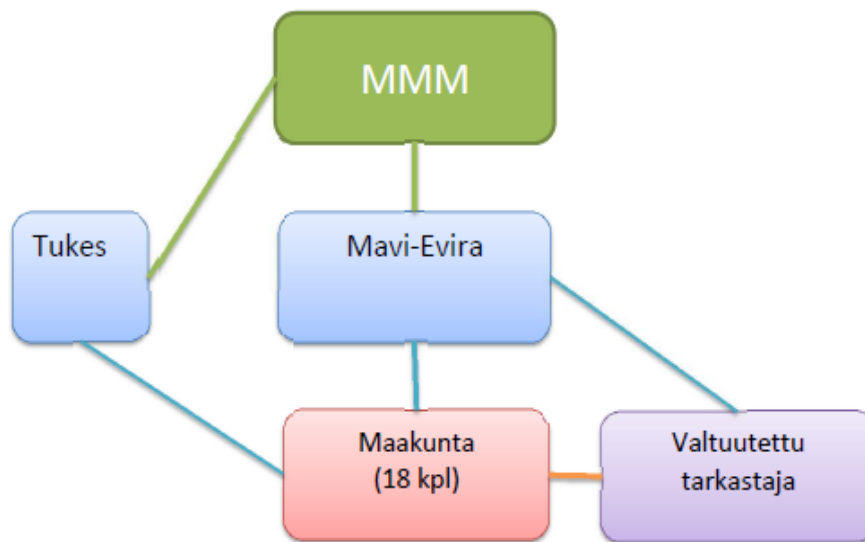 MMM
Tukes
Mavi-Evira
Maakunta
(18 kpl)
Valtuutettu
tarkastaja